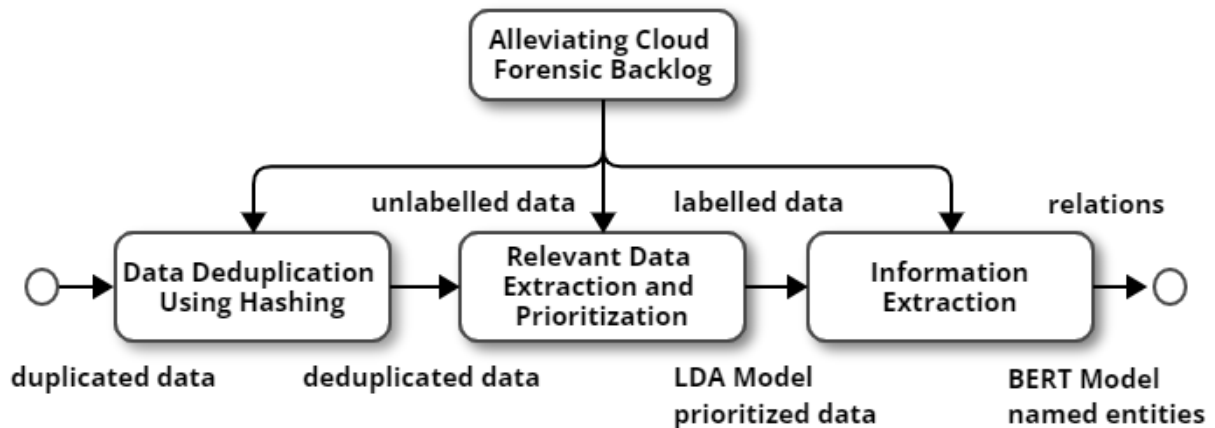 Alleviating Cloud
Forensic Backlog
unlabelled data
labelled data
relations
Data Deduplication
Using Hashing
Relevant Data
Extraction and
Prioritization
Information
Extraction
duplicated data
deduplicated data
LDA Model
prioritized data
BERT Model
named entities